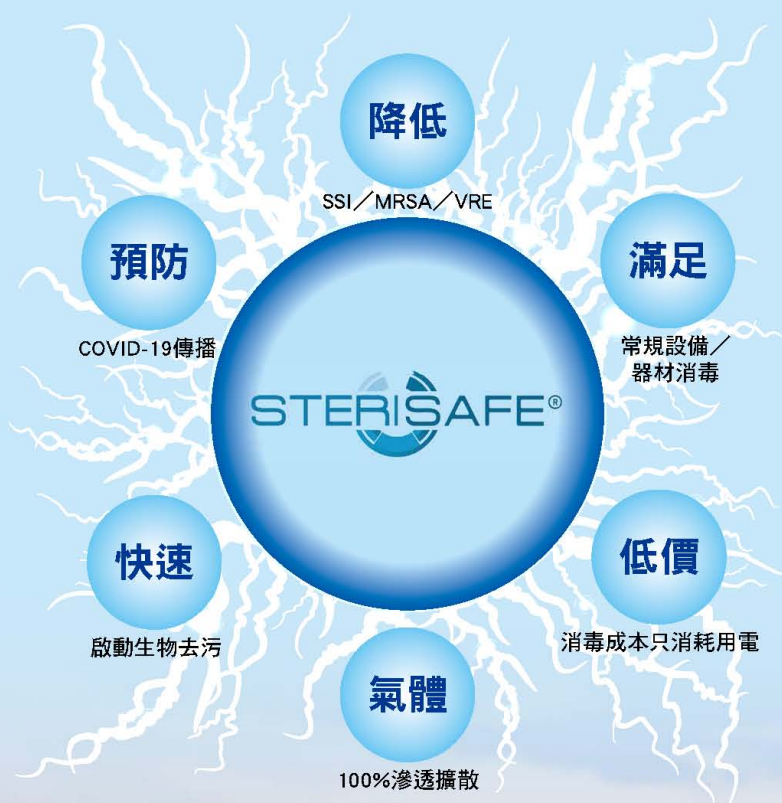 降低
SSI／MRSA／VRE
預防
COVID-19傳播
滿足
常規設備／
器材消毒
STERISAFE®
快速
啟動生物去污
低價
消毒成本只消耗用電
氣體
100%滲透擴散